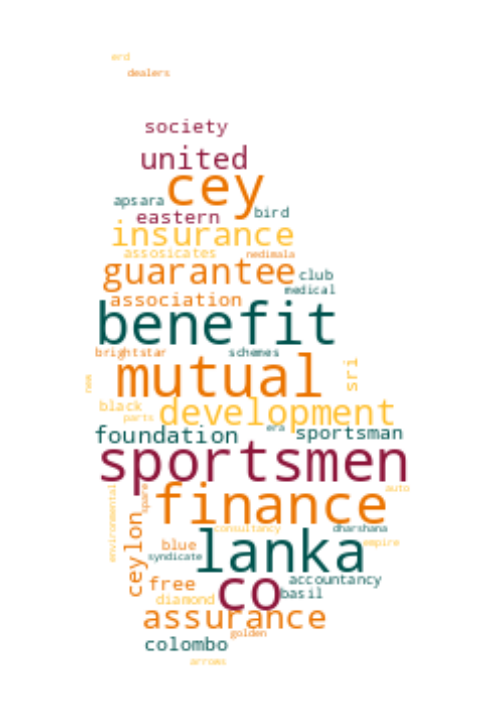 erd
dealers
society
united
cey
apsara
bird
eastern
insurance
assosicates
nedimala
guarantee
club
medical
association
benefit
brightstar
schemes
mutual
sri
new
black
development
parts
era
foundation
sportsman
sportsmen
auto
environmental
spare
finance
ceylon
consultancy
dharshana
lanka
blue
empire
syndicate
free
co
accountancy
basil
diamond
assurance
golden
colombo
arrows